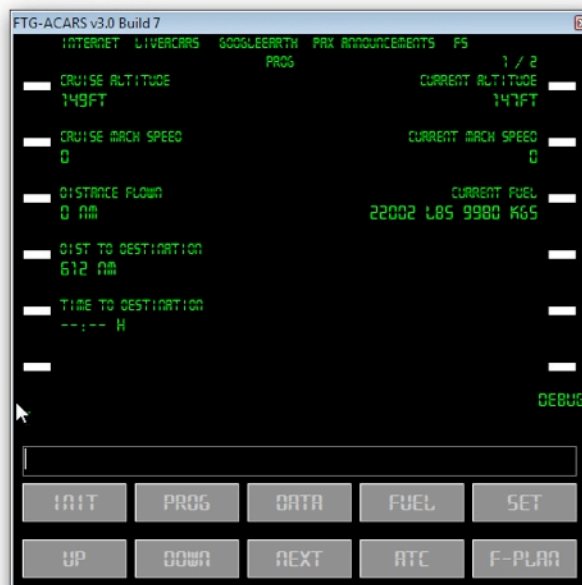 FTG-ACARS v3.0 Build 7
INTERNET LIVEACARS GOOGLEEARTH PAX ANNOUNCEMENTS FS
PROG 1 / 2
CRUISE ALTITUDE CURRENT ALTITUDE
149FT 147FT
CRUISE MACH SPEED CURRENT MACH SPEED
0 0
DISTANCE FLOWN CURRENT FUEL
0 NM 22002 LBS 9980 KGS
DIST TO DESTINATION
612 NM
TIME TO DESTINATION
--:-- H
DEBUG
INIT PROG DATA FUEL SET
UP DOWN NEXT ATC F-PLAN